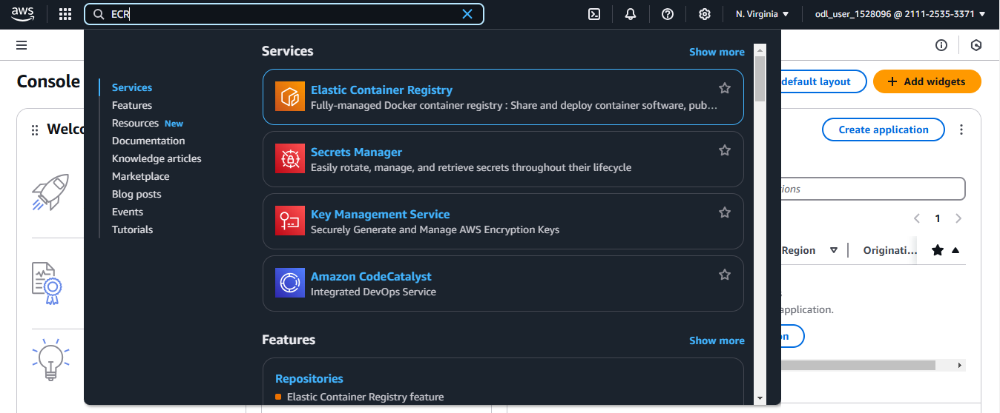 aws
ECR
N. Virginia
odl_user_1528096 @ 2111-2535-3371
Console
default layout
+ Add widgets
Welco
Create application
Services
Features
Resources New
Documentation
Knowledge articles
Marketplace
Blog posts
Events
Tutorials
Services
Show more
Elastic Container Registry
Fully-managed Docker container registry : Share and deploy container software, pub…
Secrets Manager
Easily rotate, manage, and retrieve secrets throughout their lifecycle
Key Management Service
Securely Generate and Manage AWS Encryption Keys
Amazon CodeCatalyst
Integrated DevOps Service
Features
Show more
Repositories
Elastic Container Registry feature
ions
1
Region
Originati...
application.
on